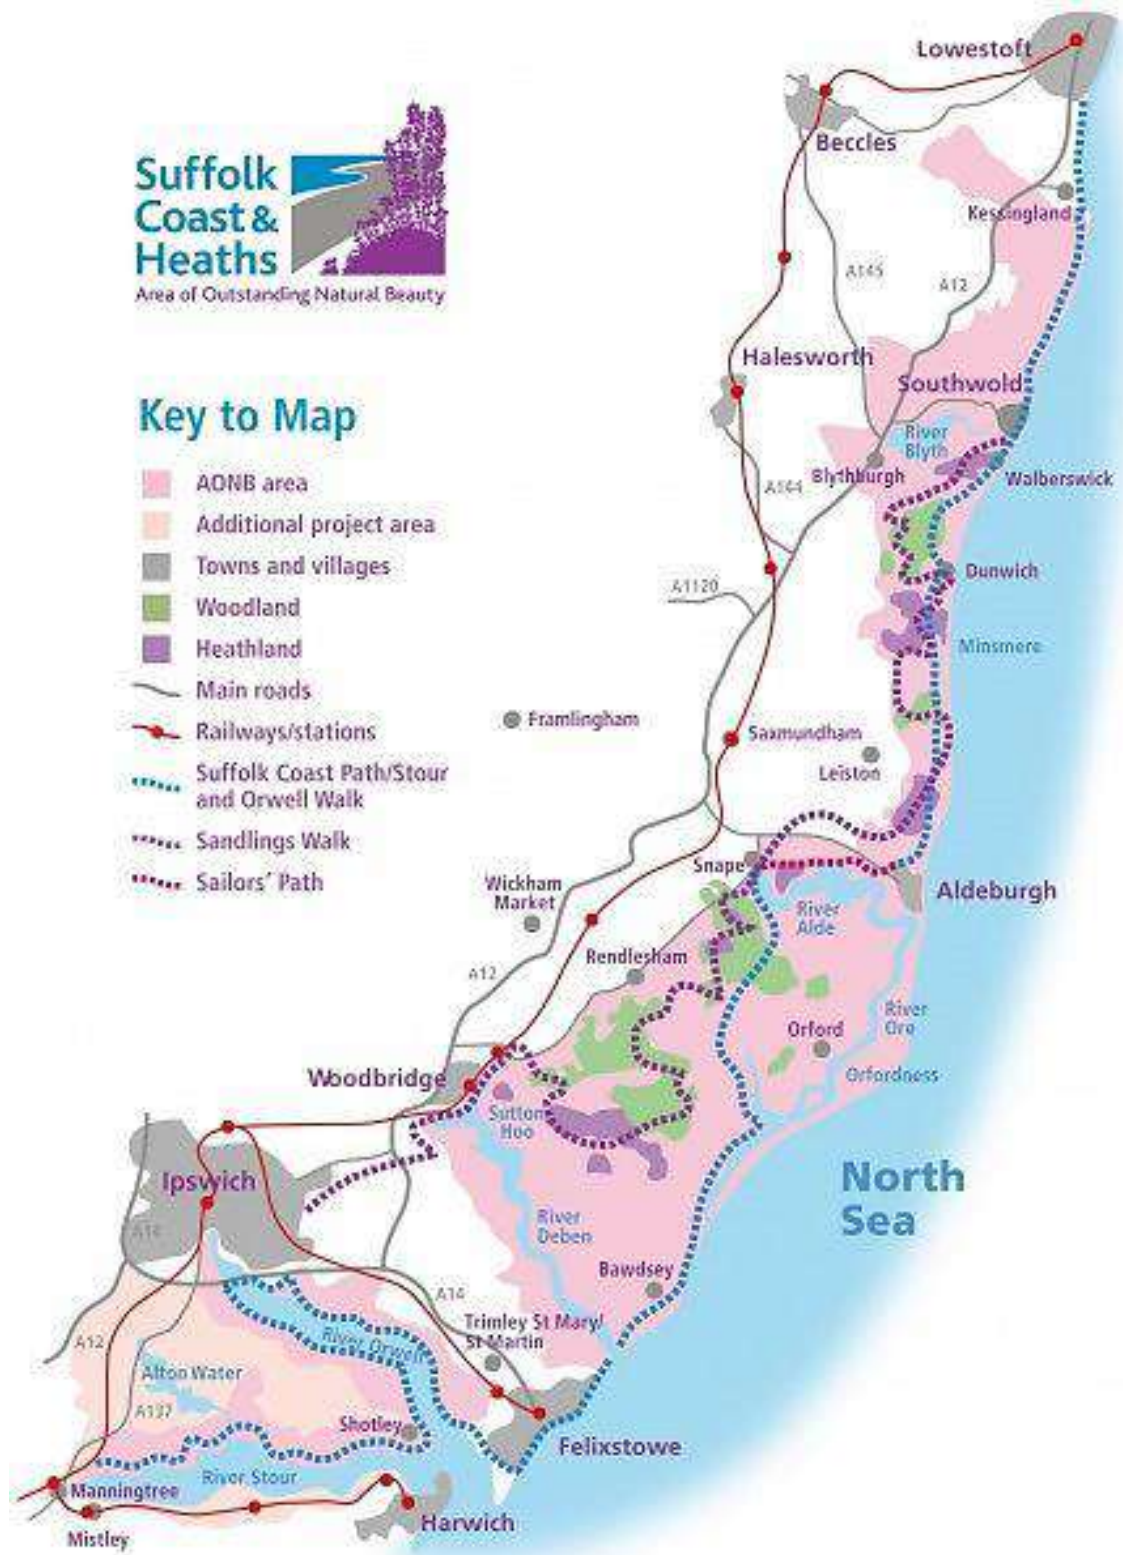 Suffolk
Coast &
Heaths
Area of Outstanding Natural Beauty
Key to Map
AONB area
Additional project area
Towns and villages
Woodland
Heathland
Main roads
Railways/stations
Suffolk Coast Path/Stour
and Orwell Walk
Sandlings Walk
Sailors' Path
Lowestoft
Beccles
Kessingland
A145
A12
Halesworth
Southwold
River
Blyth
Blythburgh
Walberswick
A144
Dunwich
A1120
Minsmere
Framlingham
Saxmundham
Leiston
Snape
Wickham
Market
Aldeburgh
River
Alde
Rendlesham
A12
River
Ore
Orford
Orfordness
Woodbridge
Sutton
Hoo
Ipswich
North
Sea
River
Deben
A14
Bawdsey
A14
Trimley St Mary/
St Martin
A12
River Orwell
Alton Water
A137
Shotley
Felixstowe
River Stour
Manningtree
Harwich
Mistley